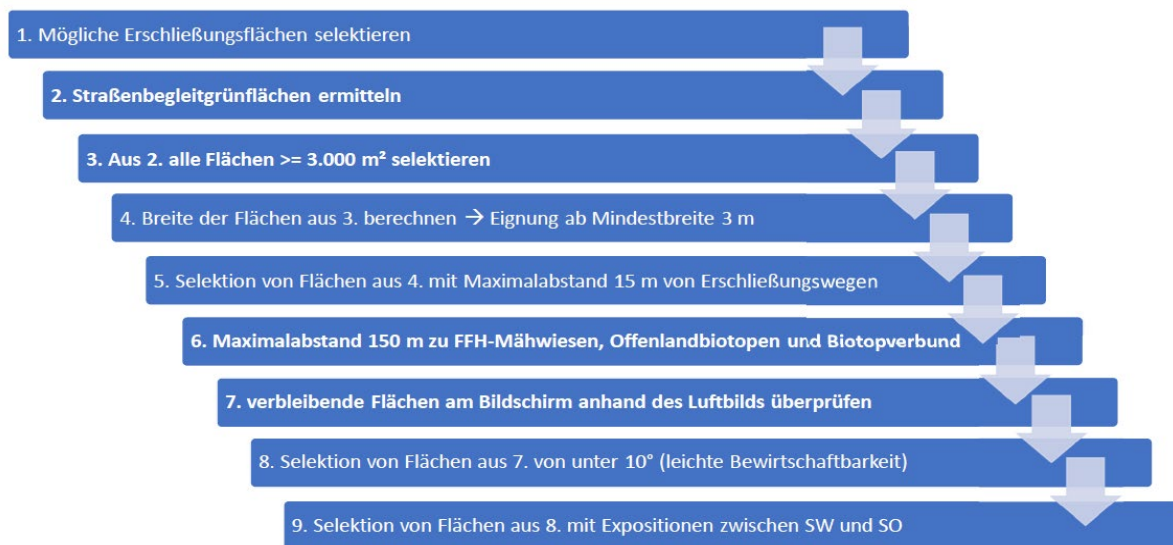 1. Mögliche Erschließungsflächen selektieren
2. Straßenbegleitgrünflächen ermitteln
3. Aus 2. alle Flächen >= 3.000 m² selektieren
4. Breite der Flächen aus 3. berechnen → Eignung ab Mindestbreite 3 m
5. Selektion von Flächen aus 4. mit Maximalabstand 15 m von Erschließungswegen
6. Maximalabstand 150 m zu FFH-Mähwiesen, Offenlandbiotopen und Biotopverbund
7. verbleibende Flächen am Bildschirm anhand des Luftbilds überprüfen
8. Selektion von Flächen aus 7. von unter 10° (leichte Bewirtschaftbarkeit)
9. Selektion von Flächen aus 8. mit Expositionen zwischen SW und SO